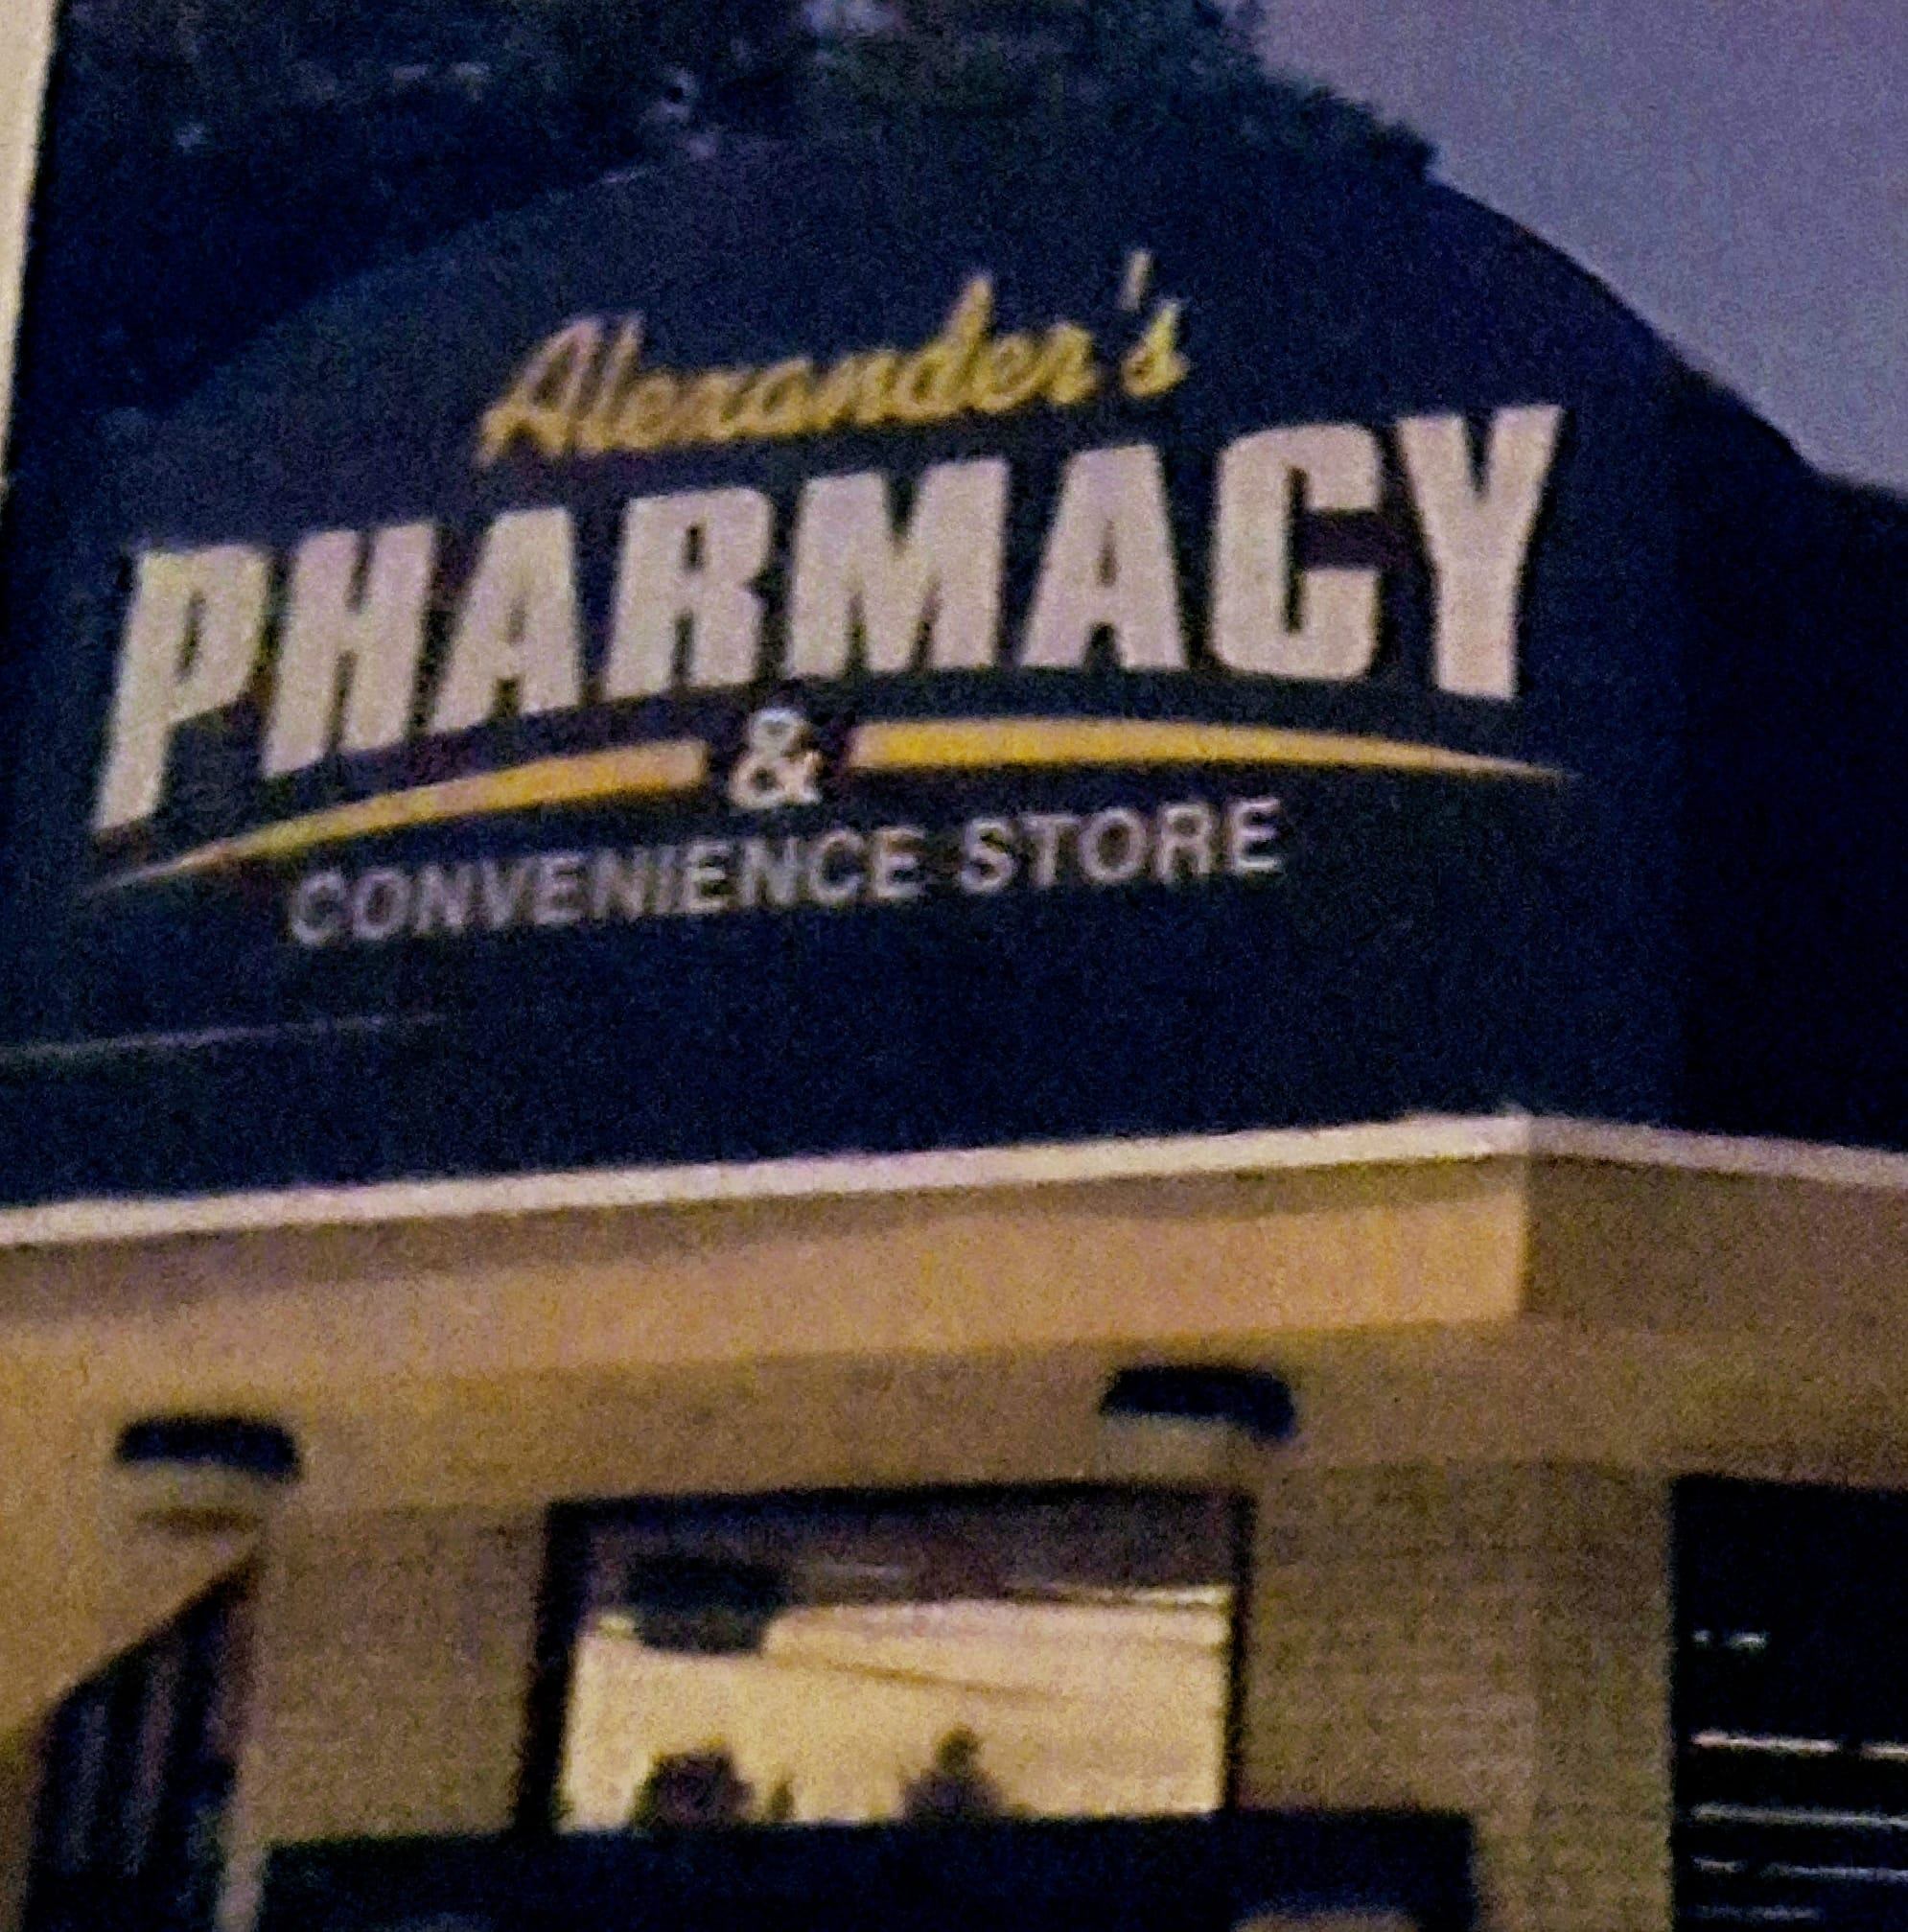 Alexander's
PHARMACY
&
CONVENIENCE STORE